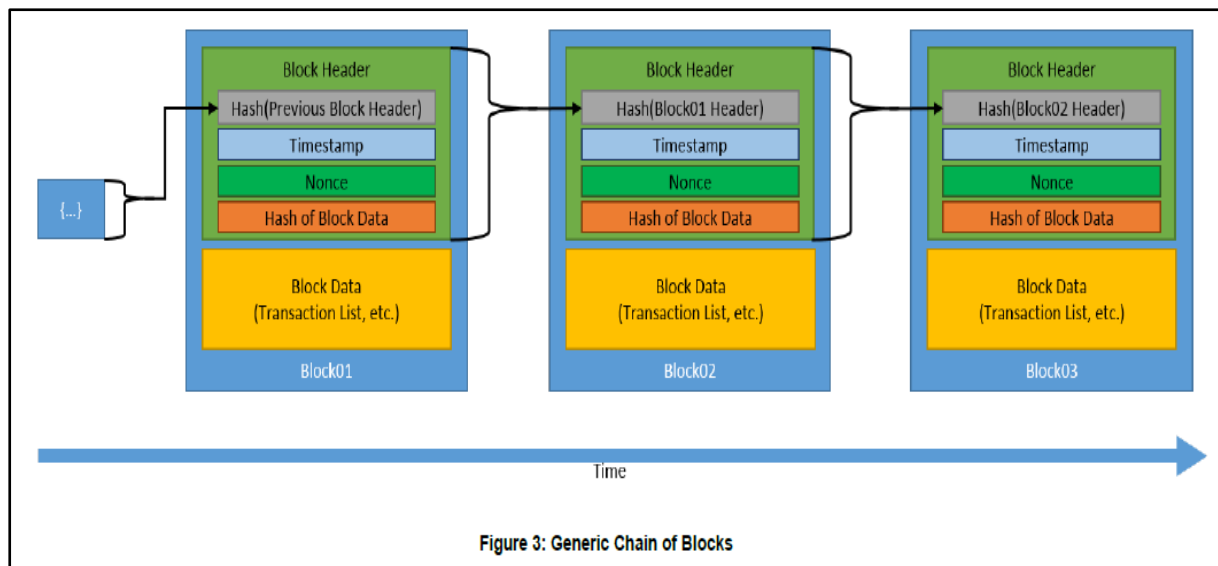 {...}
Block Header
Hash(Previous Block Header)
Timestamp
Nonce
Hash of Block Data
Block Data
(Transaction List, etc.)
Block01
Block Header
Hash(Block01 Header)
Timestamp
Nonce
Hash of Block Data
Block Data
(Transaction List, etc.)
Block02
Block Header
Hash(Block02 Header)
Timestamp
Nonce
Hash of Block Data
Block Data
(Transaction List, etc.)
Block03
Time
Figure 3: Generic Chain of Blocks